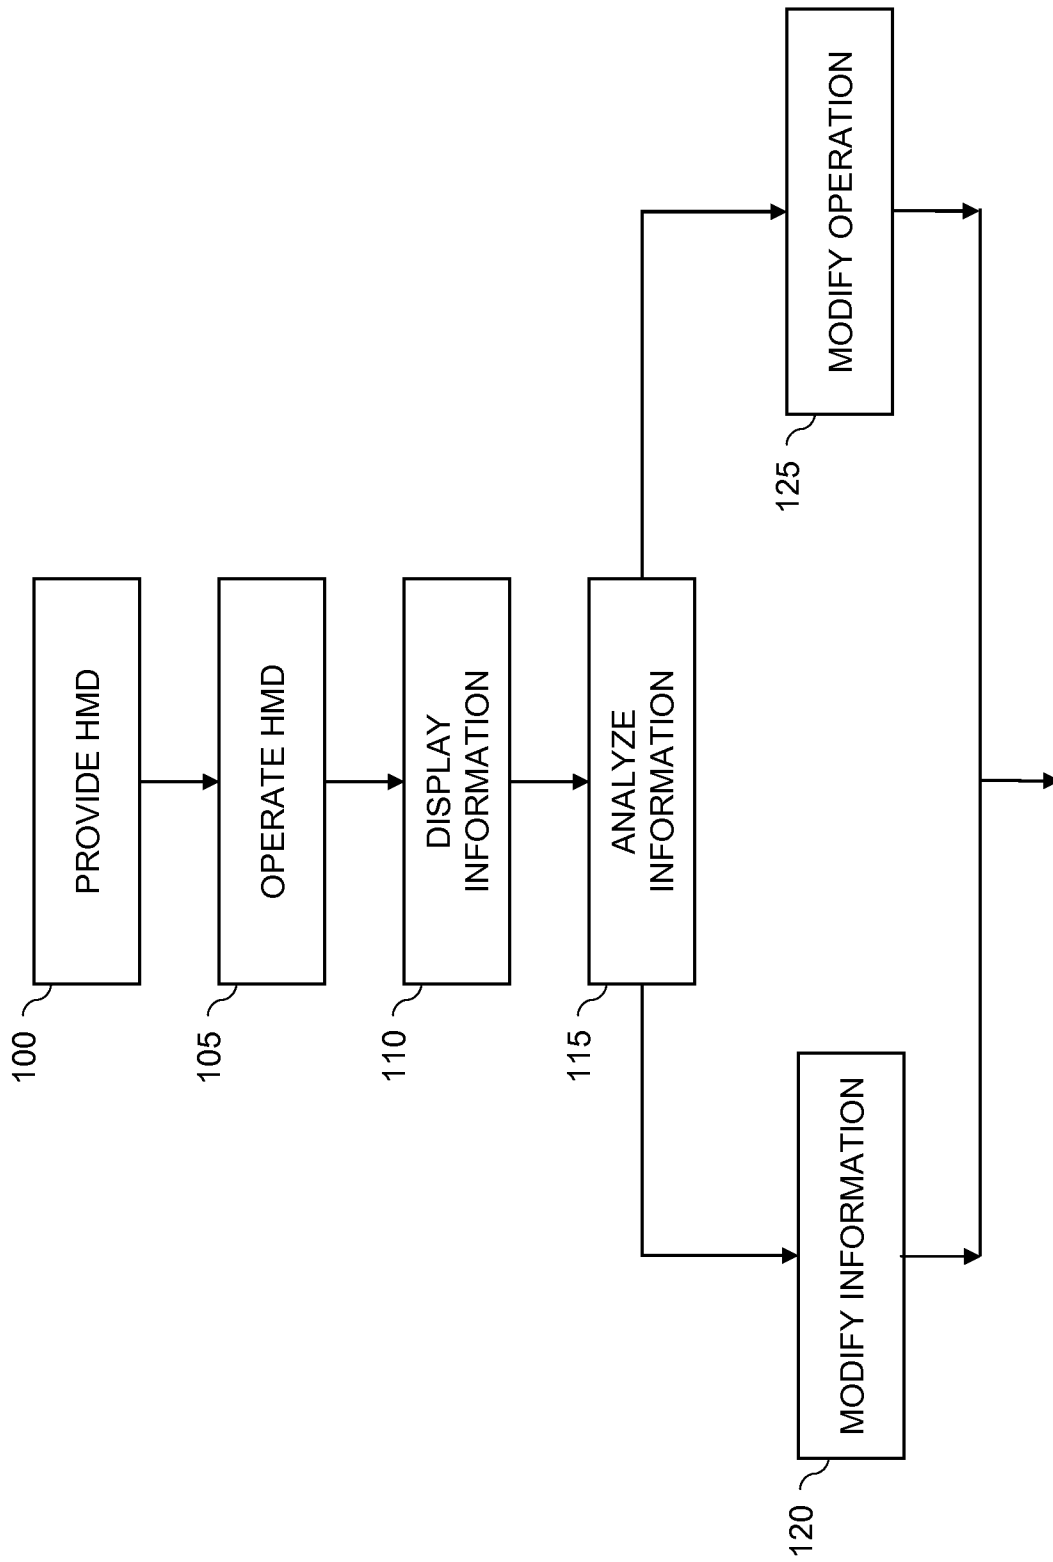 100
PROVIDE HMD
105
OPERATE HMD
110
DISPLAY
INFORMATION
115
ANALYZE
INFORMATION
120
MODIFY INFORMATION
125
MODIFY OPERATION